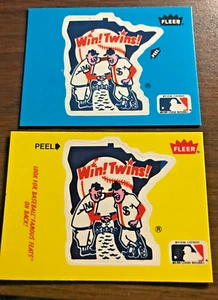 FLEER
Win! Twins!
M
S
®
PEEL
FLEER
LOOK FOR BASEBALL'S FAMOUS FEATS
ON BACK!
Win! Twins!
M
S
®